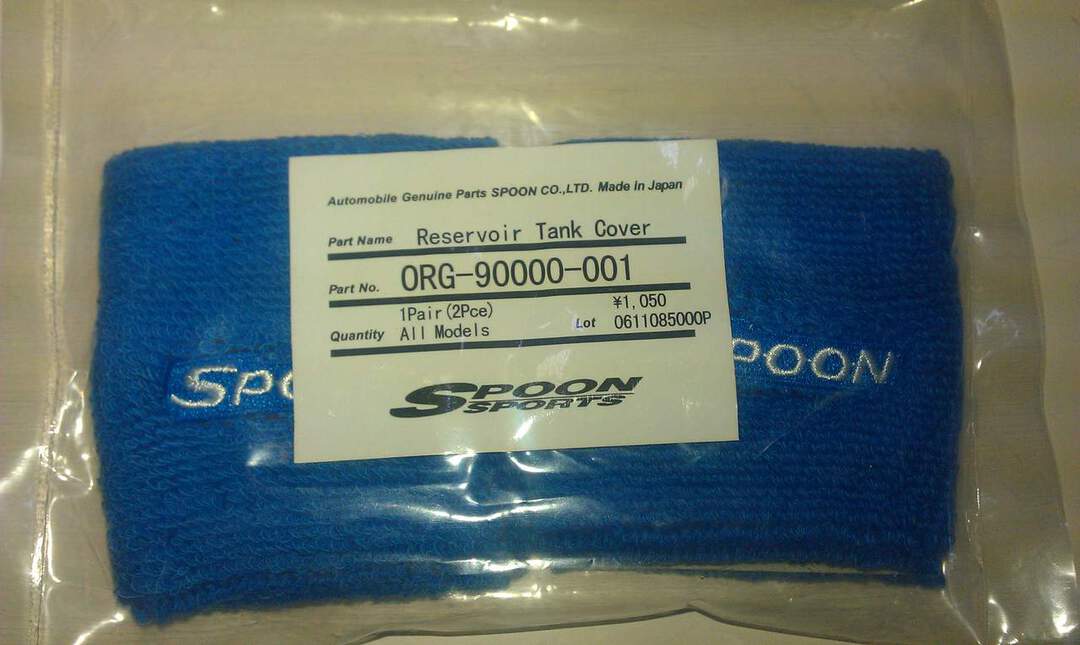 Automobile Genuine Parts SPOON CO.,LTD. Made In Japan
Part Name Reservoir Tank Cover
Part No. ORG-90000-001
1Pair(2Pce) ¥1,050
Quantity All Models Lot 0611085000P
SPO
POON
SPOON
SPORTS